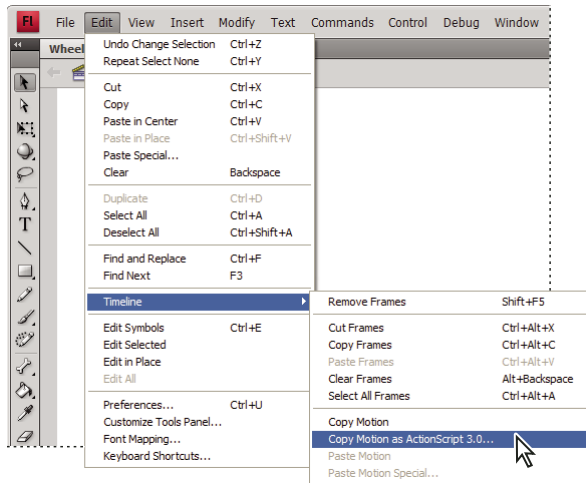 Fl File Edit View Insert Modify Text Commands Control Debug Window
Wheel
Undo Change Selection Ctrl+Z
Repeat Select None Ctrl+Y
Cut Ctrl+X
Copy Ctrl+C
Paste in Center Ctrl+V
Paste in Place Ctrl+Shift+V
Paste Special...
Clear Backspace
Duplicate Ctrl+D
Select All Ctrl+A
Deselect All Ctrl+Shift+A
Find and Replace Ctrl+F
Find Next F3
Timeline
Edit Symbols Ctrl+E
Edit Selected
Edit in Place
Edit All
Preferences... Ctrl+U
Customize Tools Panel...
Font Mapping...
Keyboard Shortcuts...
Remove Frames Shift+F5
Cut Frames Ctrl+Alt+X
Copy Frames Ctrl+Alt+C
Paste Frames Ctrl+Alt+V
Clear Frames Alt+Backspace
Select All Frames Ctrl+Alt+A
Copy Motion
Copy Motion as ActionScript 3.0...
Paste Motion
Paste Motion Special...